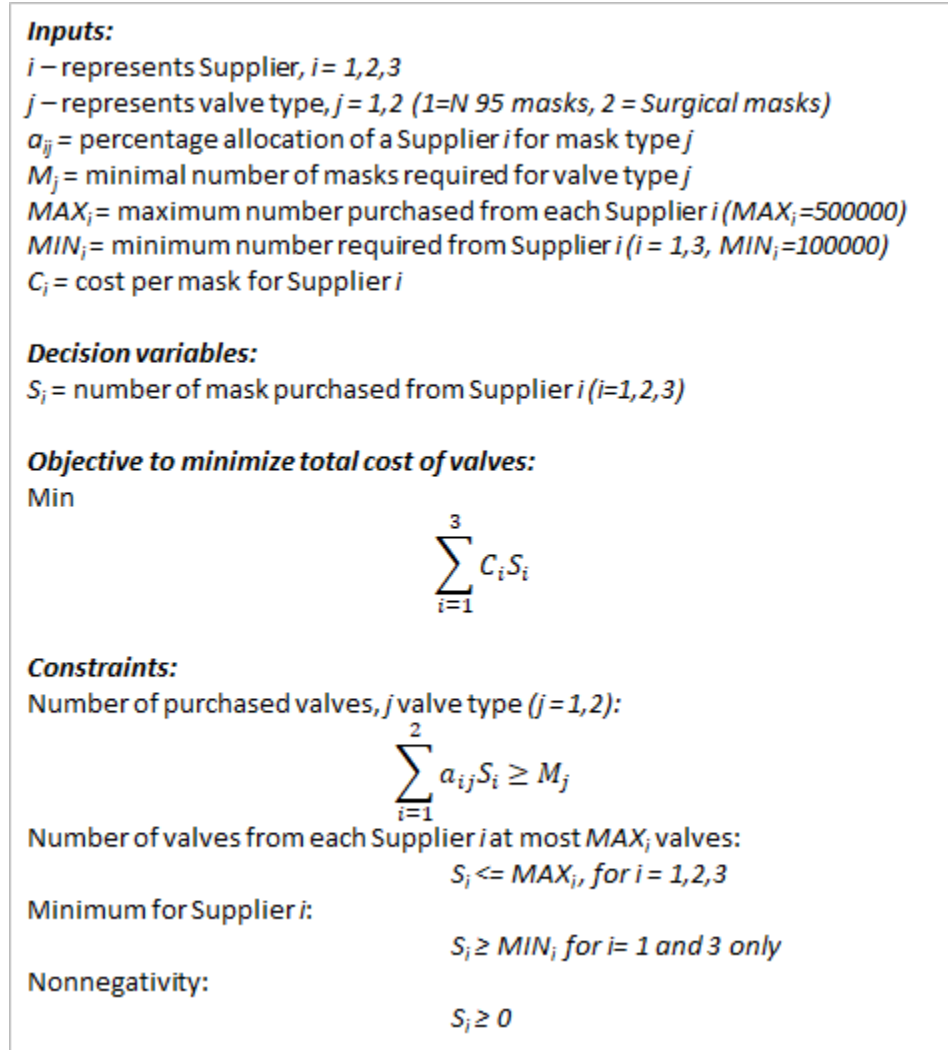 Inputs:
i – represents Supplier, i = 1,2,3
j – represents valve type, j = 1,2 (1=N 95 masks, 2 = Surgical masks)
aᵢⱼ = percentage allocation of a Supplier i for mask type j
Mⱼ = minimal number of masks required for valve type j
MAXᵢ = maximum number purchased from each Supplier i (MAXᵢ=500000)
MINᵢ = minimum number required from Supplier i (i = 1,3, MINᵢ=100000)
Cᵢ = cost per mask for Supplier i
Decision variables:
Sᵢ = number of mask purchased from Supplier i (i=1,2,3)
Objective to minimize total cost of valves:
Min
3
∑ CᵢSᵢ
i=1
Constraints:
Number of purchased valves, j valve type (j = 1,2):
2
∑ aᵢⱼSᵢ ≥ Mⱼ
i=1
Number of valves from each Supplier i at most MAXᵢ valves:
Sᵢ <= MAXᵢ, for i = 1,2,3
Minimum for Supplier i:
Sᵢ ≥ MINᵢ for i= 1 and 3 only
Nonnegativity:
Sᵢ ≥ 0